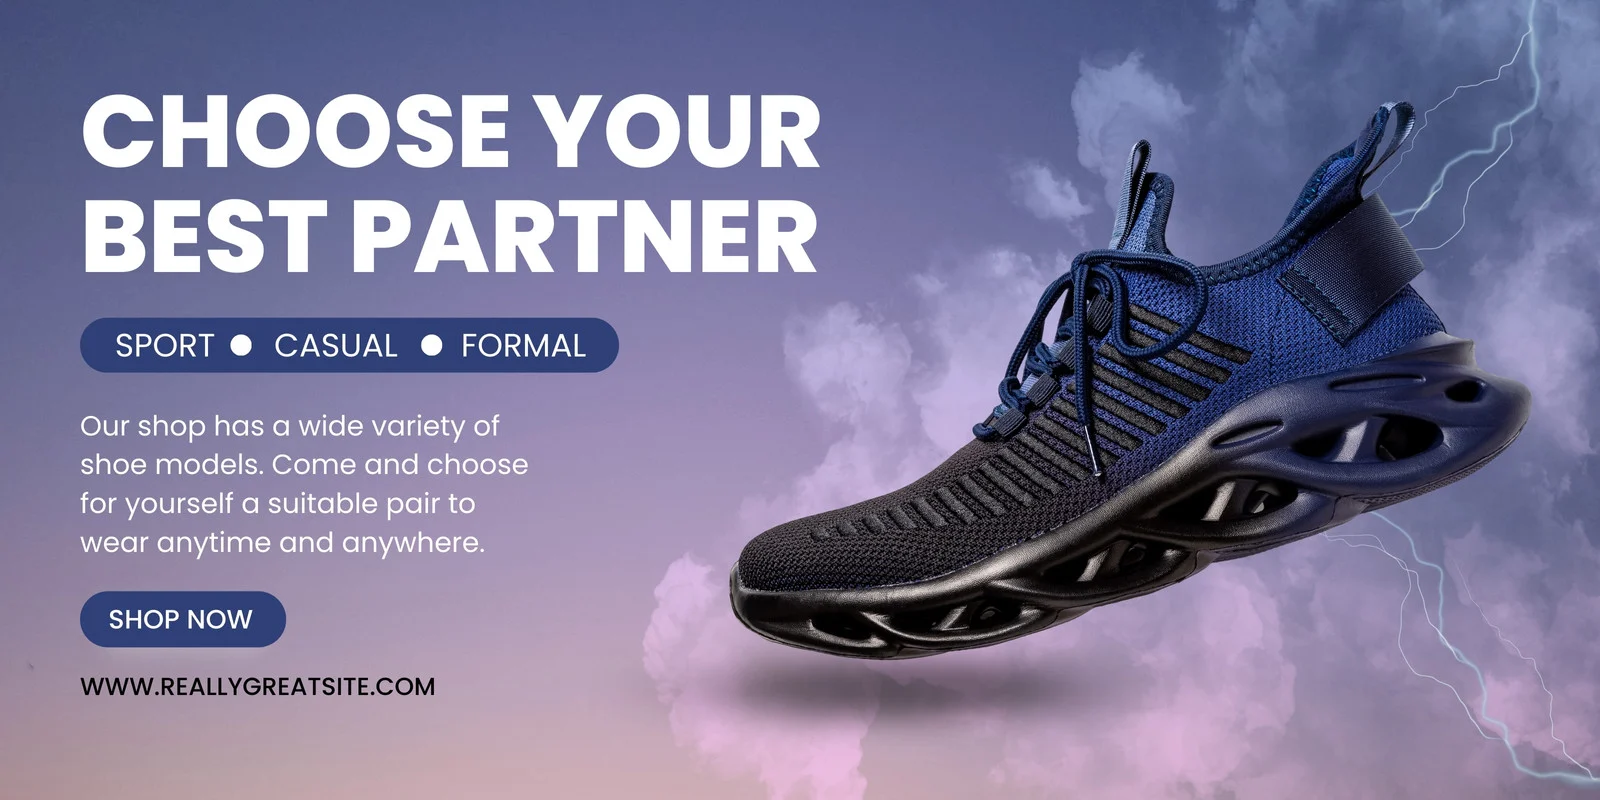 CHOOSE YOUR
BEST PARTNER
SPORT ● CASUAL ● FORMAL
Our shop has a wide variety of
shoe models. Come and choose
for yourself a suitable pair to
wear anytime and anywhere.
SHOP NOW
WWW.REALLYGREATSITE.COM